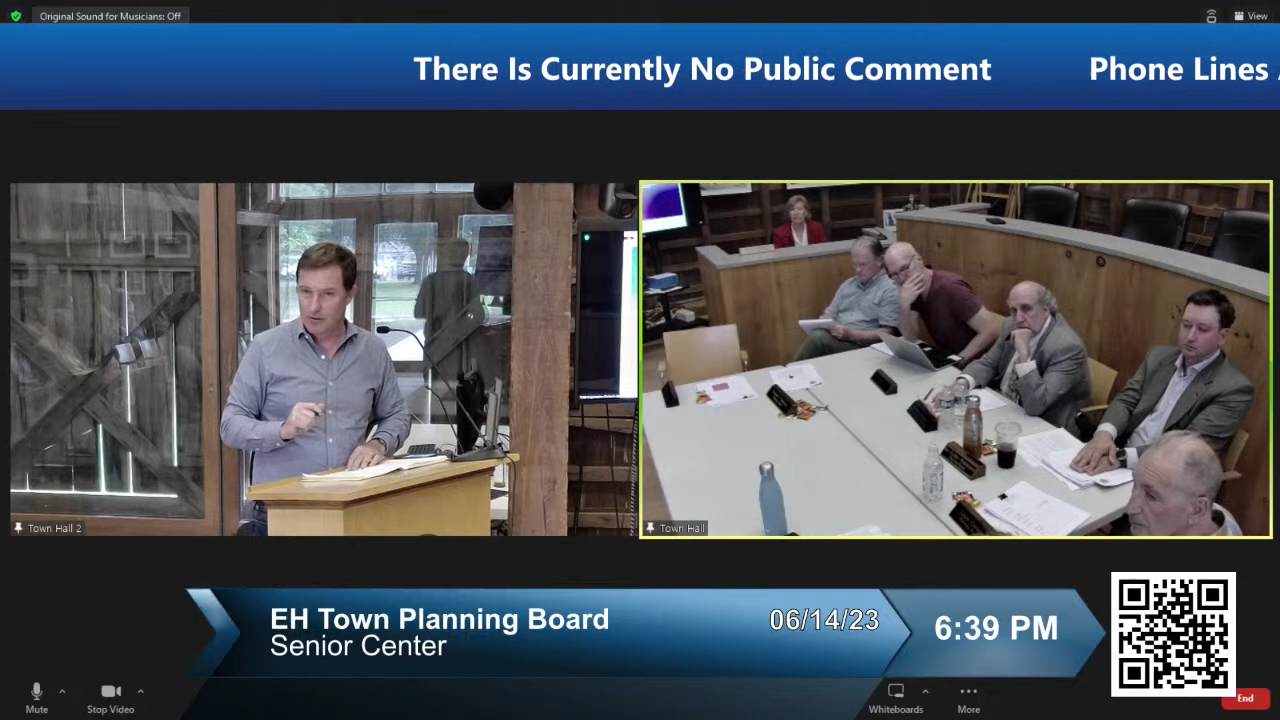 Original Sound for Musicians: Off
View
There Is Currently No Public Comment
Phone Lines
Town Hall 2
Town Hall
EH Town Planning Board
06/14/23
6:39 PM
Senior Center
Mute
Stop Video
Whiteboards
More
End